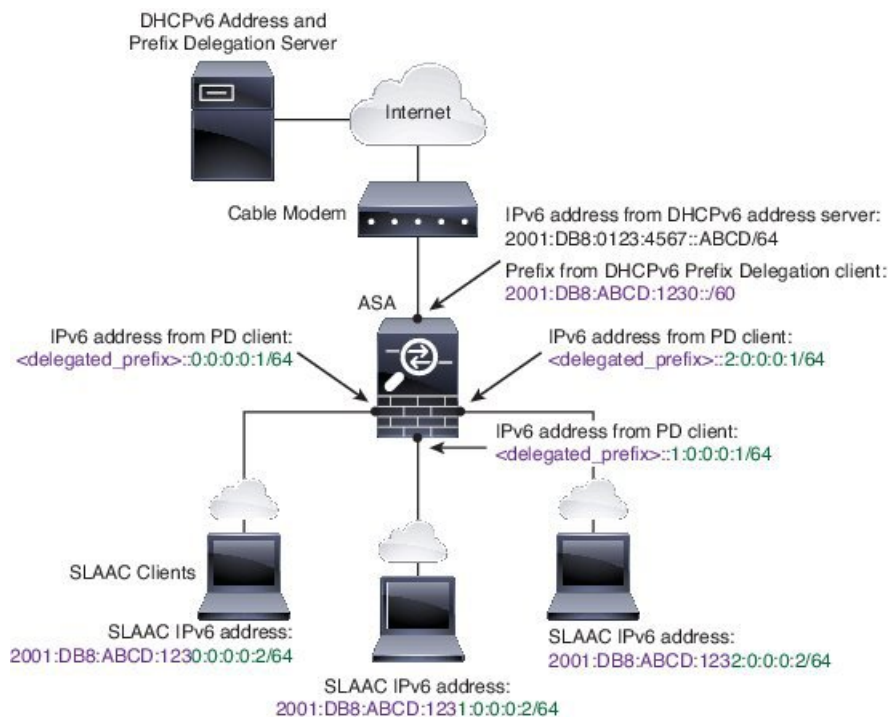 DHCPv6 Address and
Prefix Delegation Server
Internet
Cable Modem
IPv6 address from DHCPv6 address server:
2001:DB8:0123:4567::ABCD/64
Prefix from DHCPv6 Prefix Delegation client:
2001:DB8:ABCD:1230::/60
ASA
IPv6 address from PD client:
<delegated_prefix>::0:0:0:0:1/64
IPv6 address from PD client:
<delegated_prefix>::2:0:0:0:1/64
IPv6 address from PD client:
<delegated_prefix>::1:0:0:0:1/64
SLAAC Clients
SLAAC IPv6 address:
2001:DB8:ABCD:1230:0:0:0:2/64
SLAAC IPv6 address:
2001:DB8:ABCD:1231:0:0:0:2/64
SLAAC IPv6 address:
2001:DB8:ABCD:1232:0:0:0:2/64